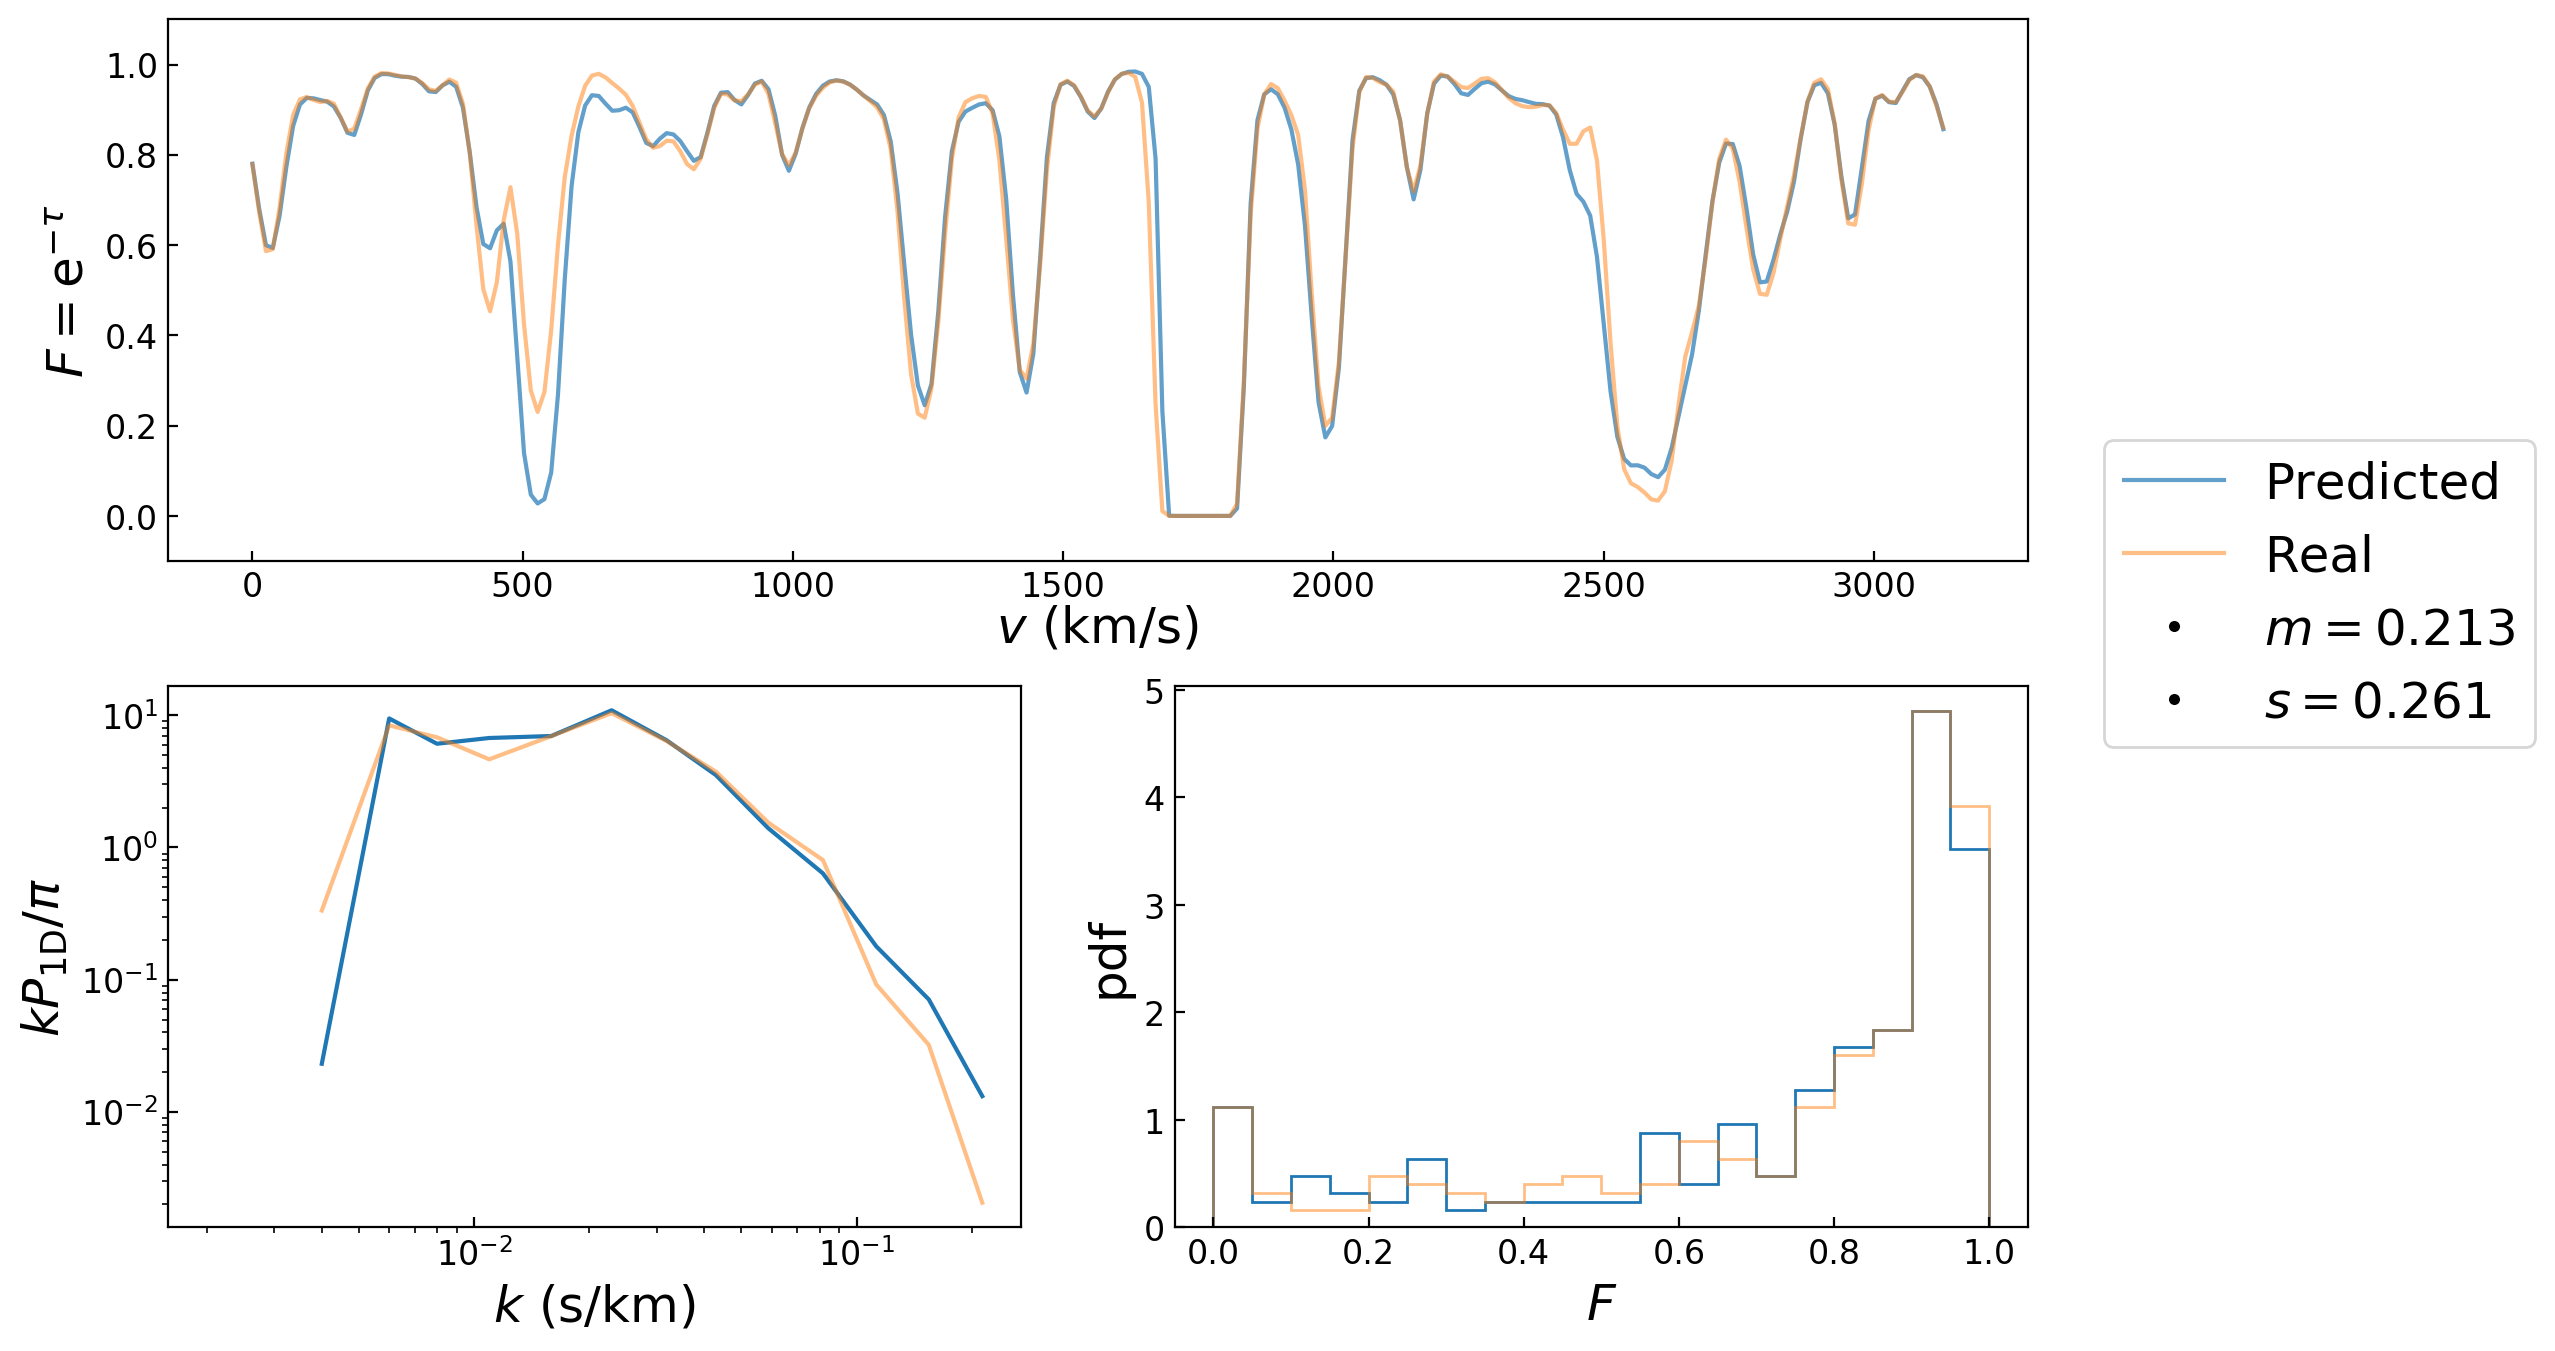 F = e^{−τ}
1.0
0.8
0.6
0.4
0.2
0.0
0 500 1000 1500 2000 2500 3000
v (km/s)
Predicted
Real
m = 0.213
s = 0.261
kP_{1D}/π
10^1
10^0
10^{−1}
10^{−2}
10^{−2} 10^{−1}
k (s/km)
pdf
5
4
3
2
1
0
0.0 0.2 0.4 0.6 0.8 1.0
F